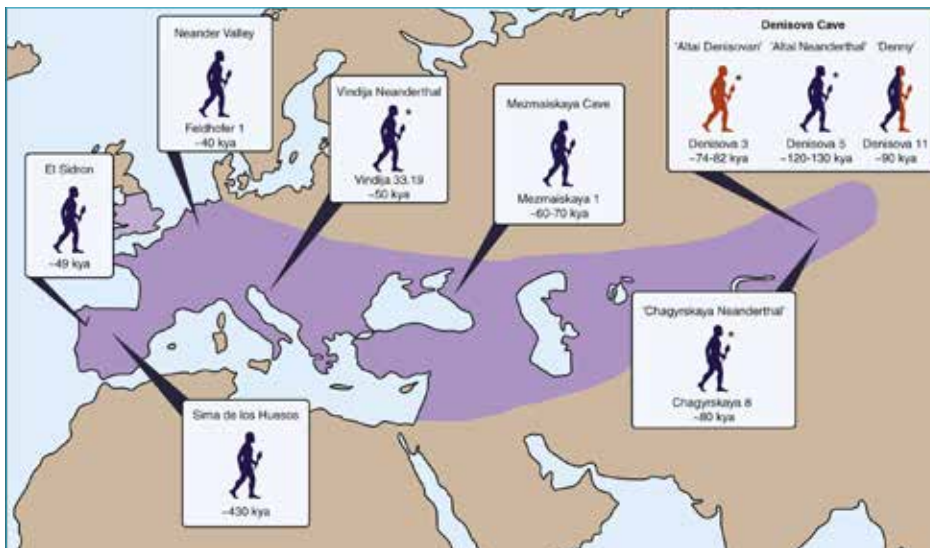 Neander Valley
Feldhofer 1
~40 kya
Vindija Neanderthal
Vindija 33.19
~50 kya
Mezmaiskaya Cave
Mezmaiskaya 1
~60-70 kya
Denisova Cave
'Altai Denisovan' 'Altai Neanderthal' 'Denny'
Denisova 3 Denisova 5 Denisova 11
~74-82 kya ~120-130 kya ~90 kya
El Sidron
~49 kya
'Chagyrskaya Neanderthal'
Chagyrskaya 8
~80 kya
Sima de los Huesos
~430 kya